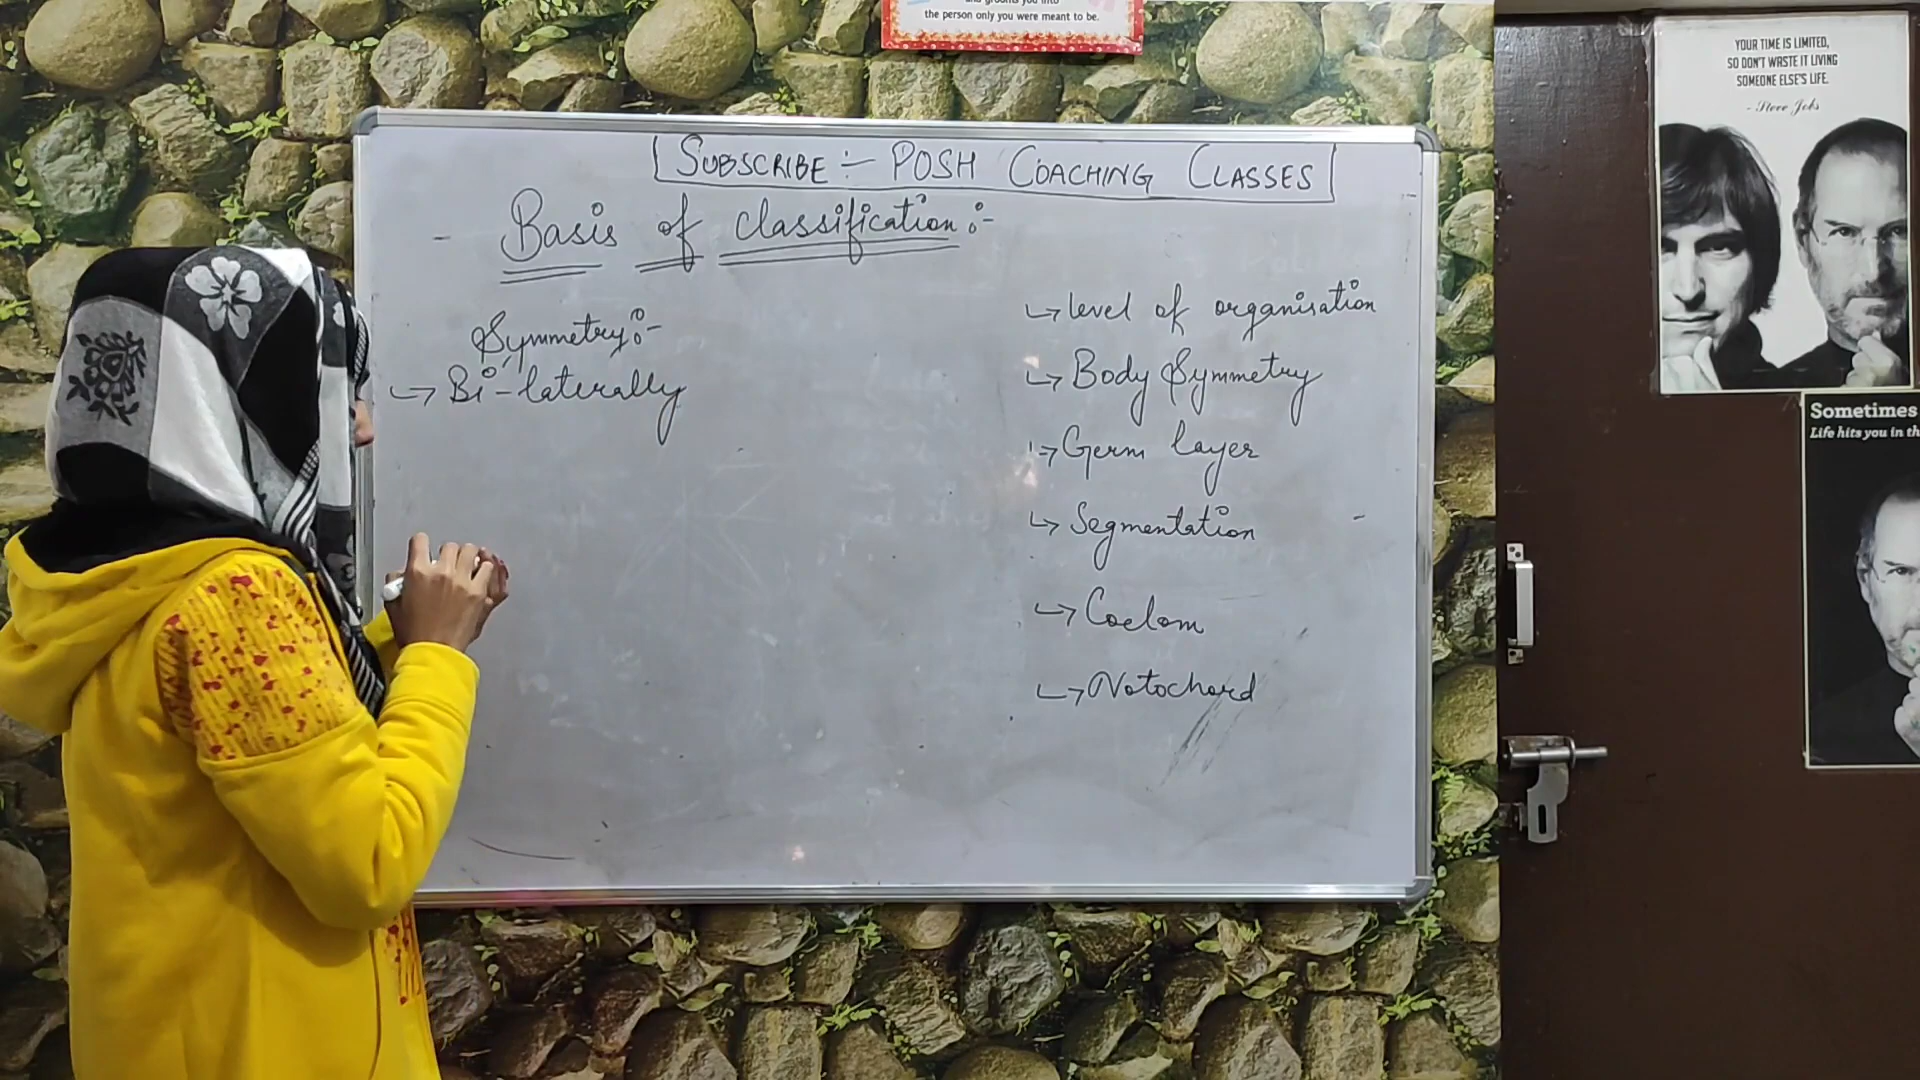 the person only you were meant to be.
SUBSCRIBE :- POSH COACHING CLASSES
Basis of classification :-
Symmetry :-
↳ Bi-laterally
↳ level of organisation
↳ Body Symmetry
↳ Germ layer
↳ Segmentation
↳ Coelom
↳ Notochord
YOUR TIME IS LIMITED,
SO DON'T WASTE IT LIVING
SOMEONE ELSE'S LIFE.
- Steve Jobs
Sometimes
Life hits you in th